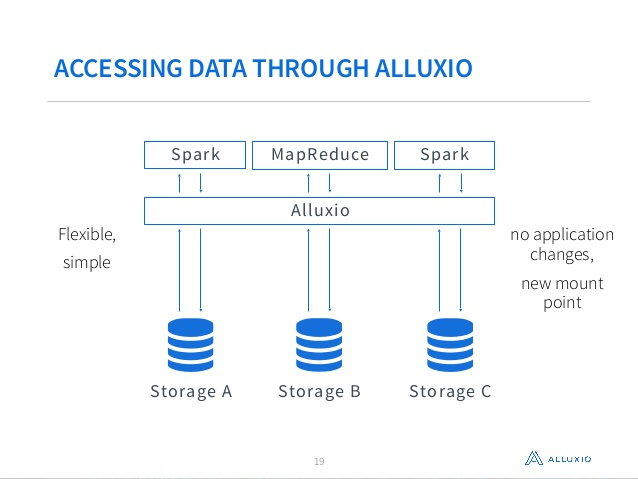 ACCESSING DATA THROUGH ALLUXIO
Spark
MapReduce
Spark
Alluxio
Flexible,
simple
no application
changes,
new mount
point
Storage A
Storage B
Storage C
19
ALLUXIO